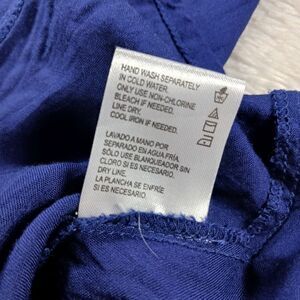 HAND WASH SEPARATELY
IN COLD WATER.
ONLY USE NON-CHLORINE
BLEACH IF NEEDED.
LINE DRY.
COOL IRON IF NEEDED.
LAVADO A MANO POR
SEPARADO EN AGUA FRÍA.
SÓLO USE BLANQUEADOR SIN
CLORO SI ES NECESARIO.
DRY LIKE.
LA PLANCHA SE ENFRÍE
SI ES NECESARIO.